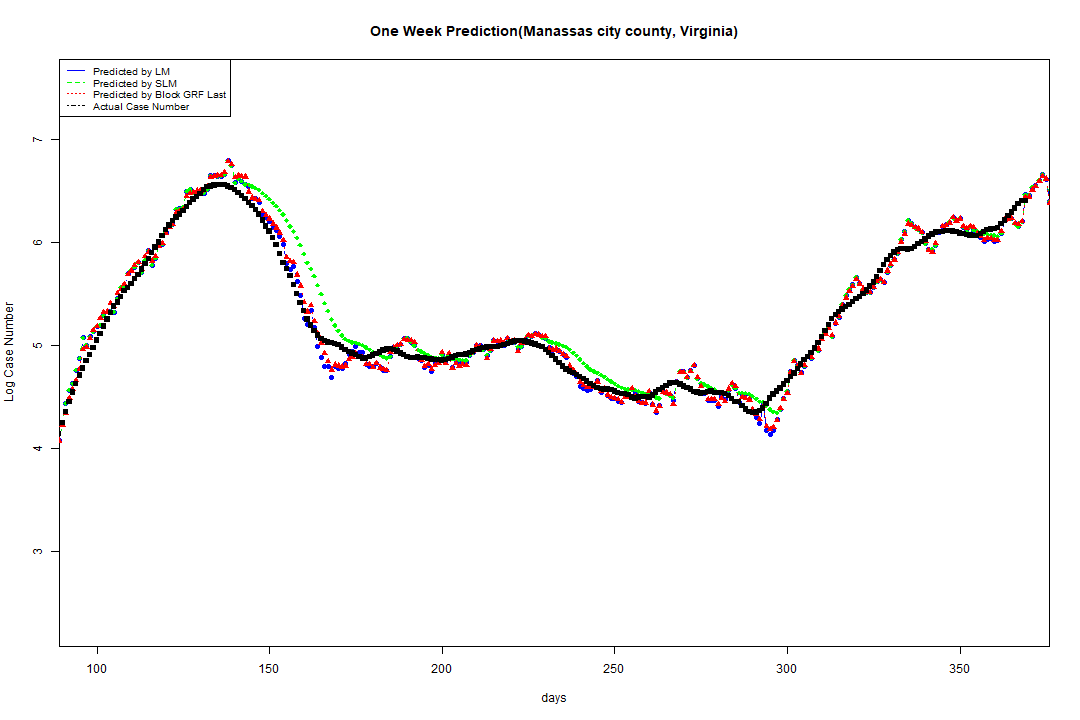 One Week Prediction(Manassas city county, Virginia)
Predicted by LM
Predicted by SLM
Predicted by Block GRF Last
Actual Case Number
7
6
5
4
3
Log Case Number
100 150 200 250 300 350
days